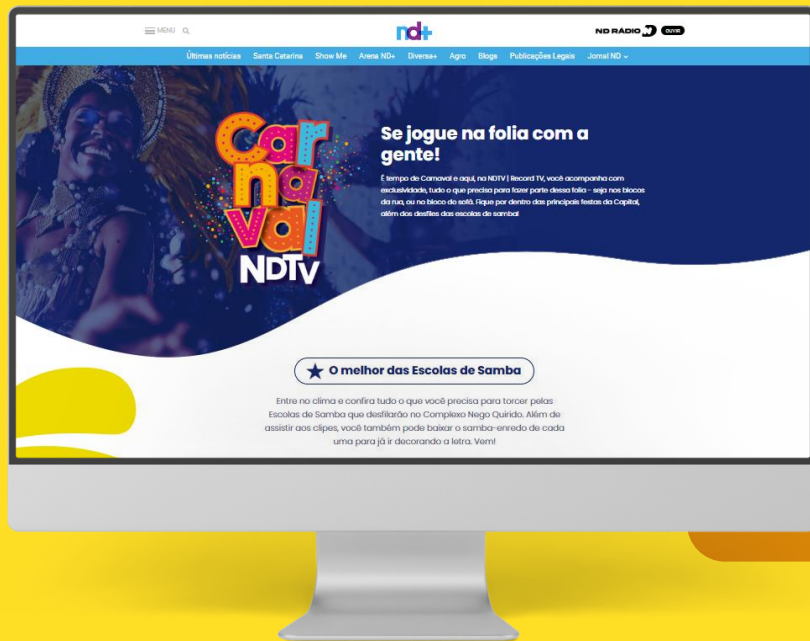 MENU
nd+
ND RÁDIO N OUVIR
Últimas notícias Santa Catarina Show Me Arena ND+ Diversa+ Agro Blogs Publicações Legais Jornal ND
Carnaval
NDTV
Se jogue na folia com a
gente!
É tempo de Carnaval e aqui, na NDTV | Record TV, você acompanha com
exclusividade, tudo o que precisa para fazer parte dessa folia - seja nos blocos
da rua, ou no bloco do sofá. Fique por dentro das principais festas da Capital,
além dos desfiles das escolas de samba!
O melhor das Escolas de Samba
Entre no clima e confira tudo o que você precisa para torcer pelas
Escolas de Samba que desfilarão no Complexo Nego Quirido. Além de
assistir aos clipes, você também pode baixar o samba-enredo de cada
uma para já ir decorando a letra. Vem!